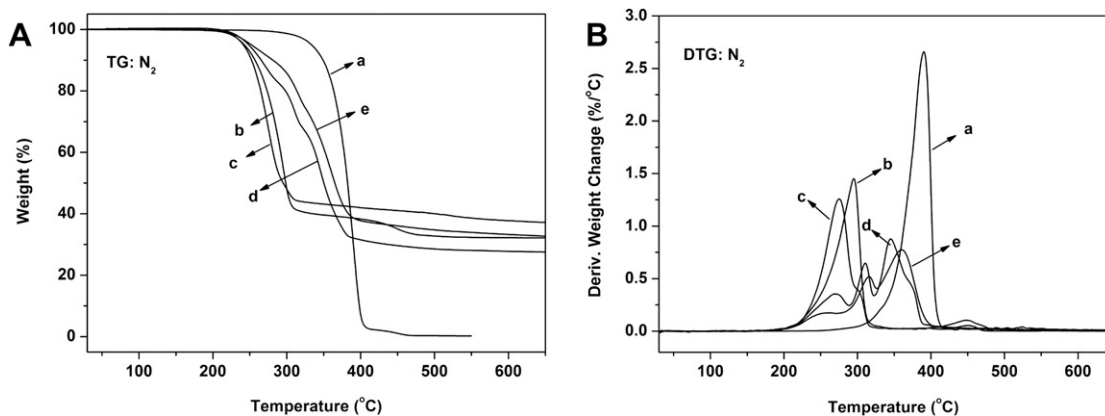 A
TG: N₂
100
80
60
40
20
0
Weight (%)
a
e
b
c
d
100 200 300 400 500 600
Temperature (°C)
B
DTG: N₂
3.0
2.5
2.0
1.5
1.0
0.5
0.0
Deriv. Weight Change (%/°C)
a
b
c
d
e
100 200 300 400 500 600
Temperature (°C)